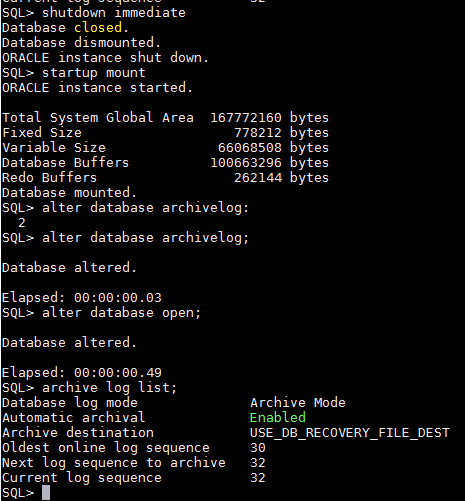 Current log sequence           32
SQL> shutdown immediate
Database closed.
Database dismounted.
ORACLE instance shut down.
SQL> startup mount
ORACLE instance started.

Total System Global Area  167772160 bytes
Fixed Size                   778212 bytes
Variable Size              66068508 bytes
Database Buffers          100663296 bytes
Redo Buffers                 262144 bytes
Database mounted.
SQL> alter database archivelog:
  2
SQL> alter database archivelog;

Database altered.

Elapsed: 00:00:00.03
SQL> alter database open;

Database altered.

Elapsed: 00:00:00.49
SQL> archive log list;
Database log mode              Archive Mode
Automatic archival             Enabled
Archive destination            USE_DB_RECOVERY_FILE_DEST
Oldest online log sequence     30
Next log sequence to archive   32
Current log sequence           32
SQL>